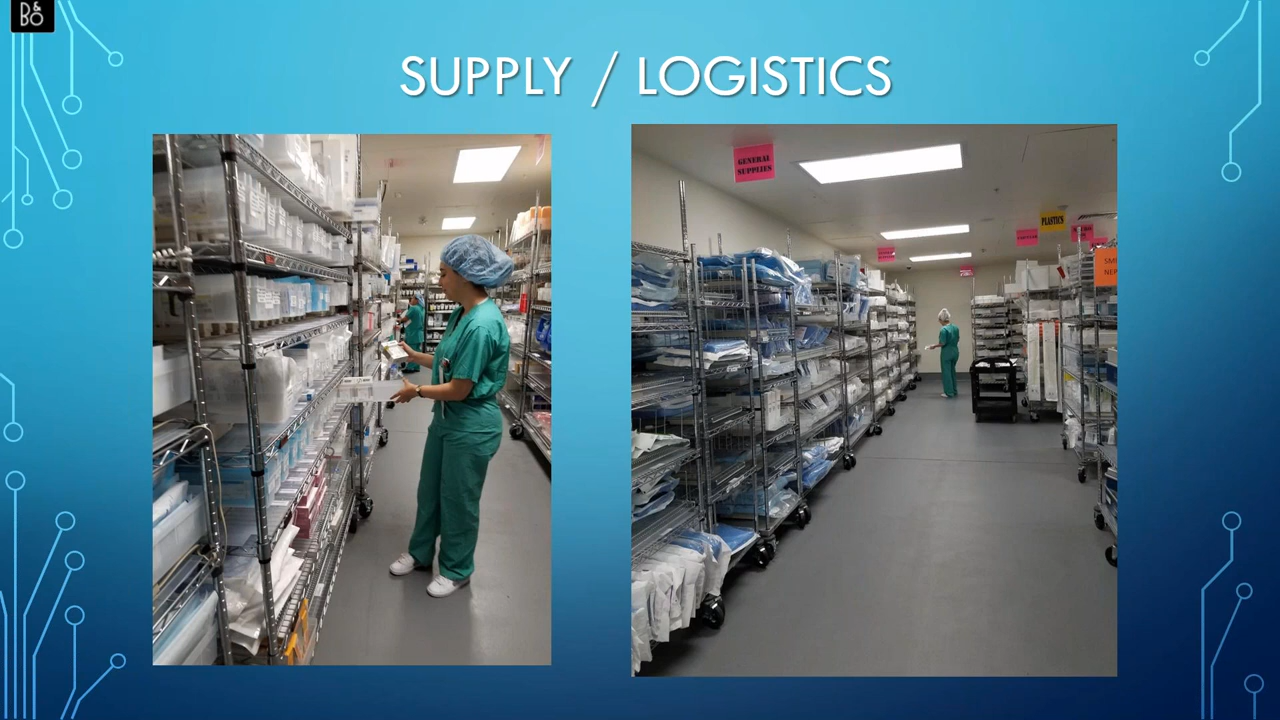 B&O
SUPPLY / LOGISTICS
GENERAL
SUPPLIES
PLASTICS